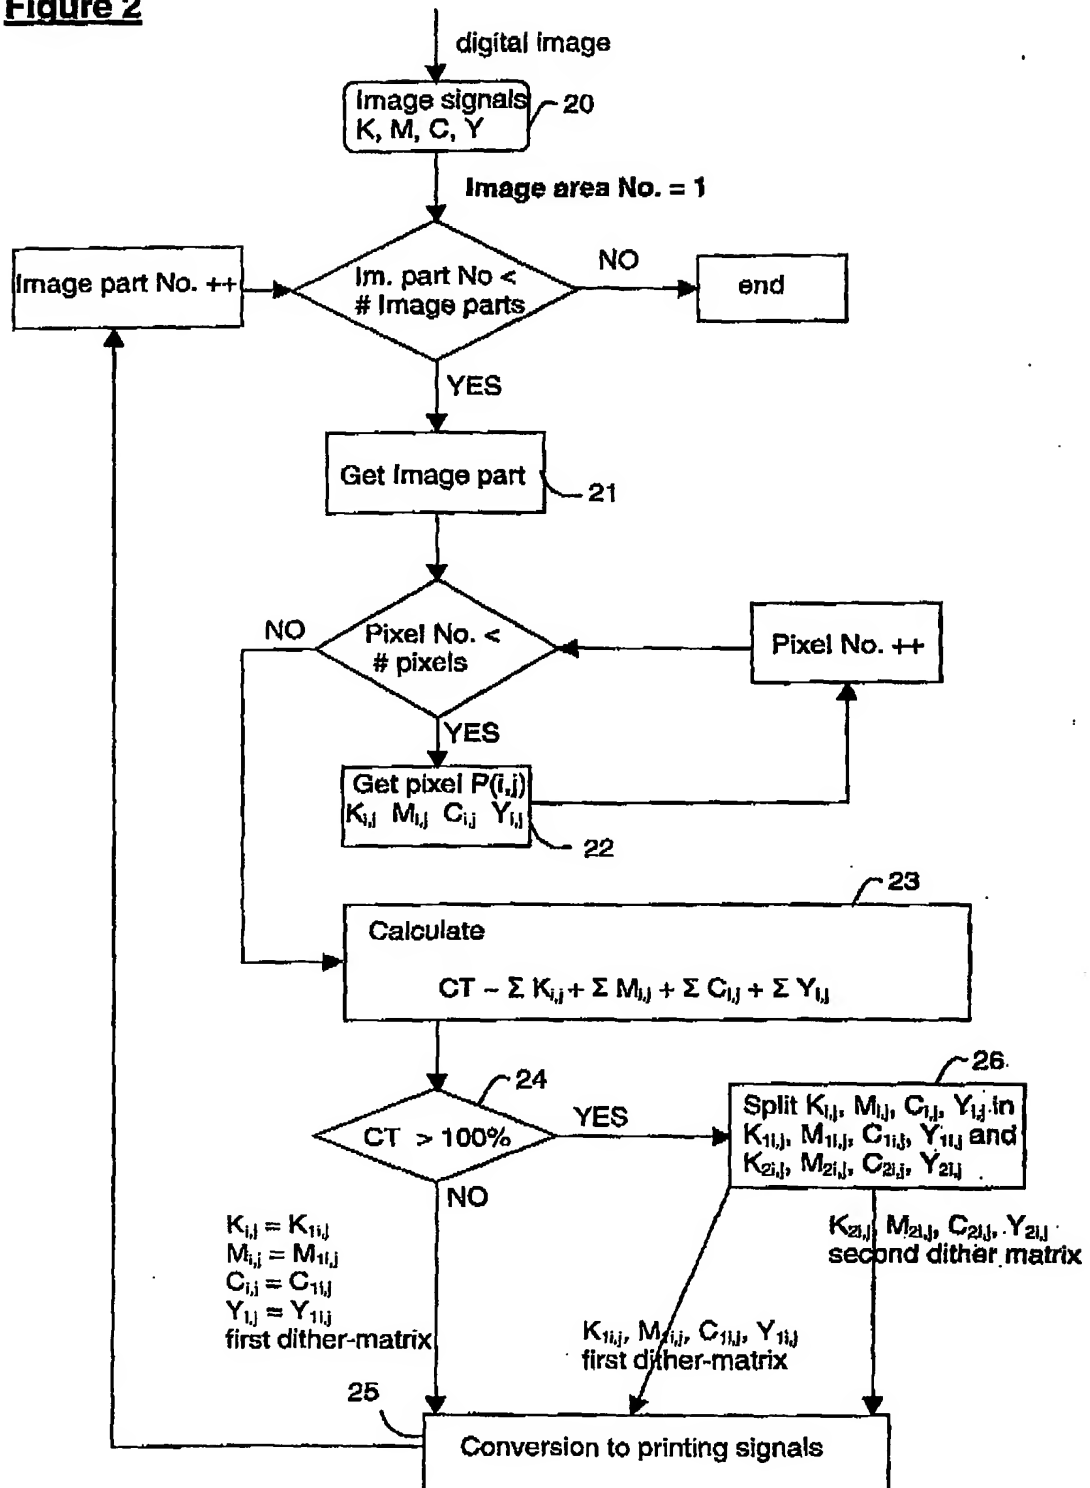 Figure 2
digital image
Image signals
K, M, C, Y
20
Image area No. = 1
Image part No. ++
Im. part No <
# Image parts
NO
end
YES
Get Image part
21
NO
Pixel No. <
# pixels
Pixel No. ++
YES
Get pixel P(i,j)
Ki,j Mi,j Ci,j Yi,j
22
23
Calculate
CT ~ Σ Ki,j + Σ Mi,j + Σ Ci,j + Σ Yi,j
24
CT > 100%
YES
26
Split Ki,j, Mi,j, Ci,j, Yi,j in
K1i,j, M1i,j, C1i,j, Y1i,j and
K2i,j, M2i,j, C2i,j, Y2i,j
NO
Ki,j = K1i,j
Mi,j = M1i,j
Ci,j = C1i,j
Yi,j = Y1i,j
first dither-matrix
K2i,j, M2i,j, C2i,j, Y2i,j
second dither matrix
K1i,j, M1i,j, C1i,j, Y1i,j
first dither-matrix
25
Conversion to printing signals